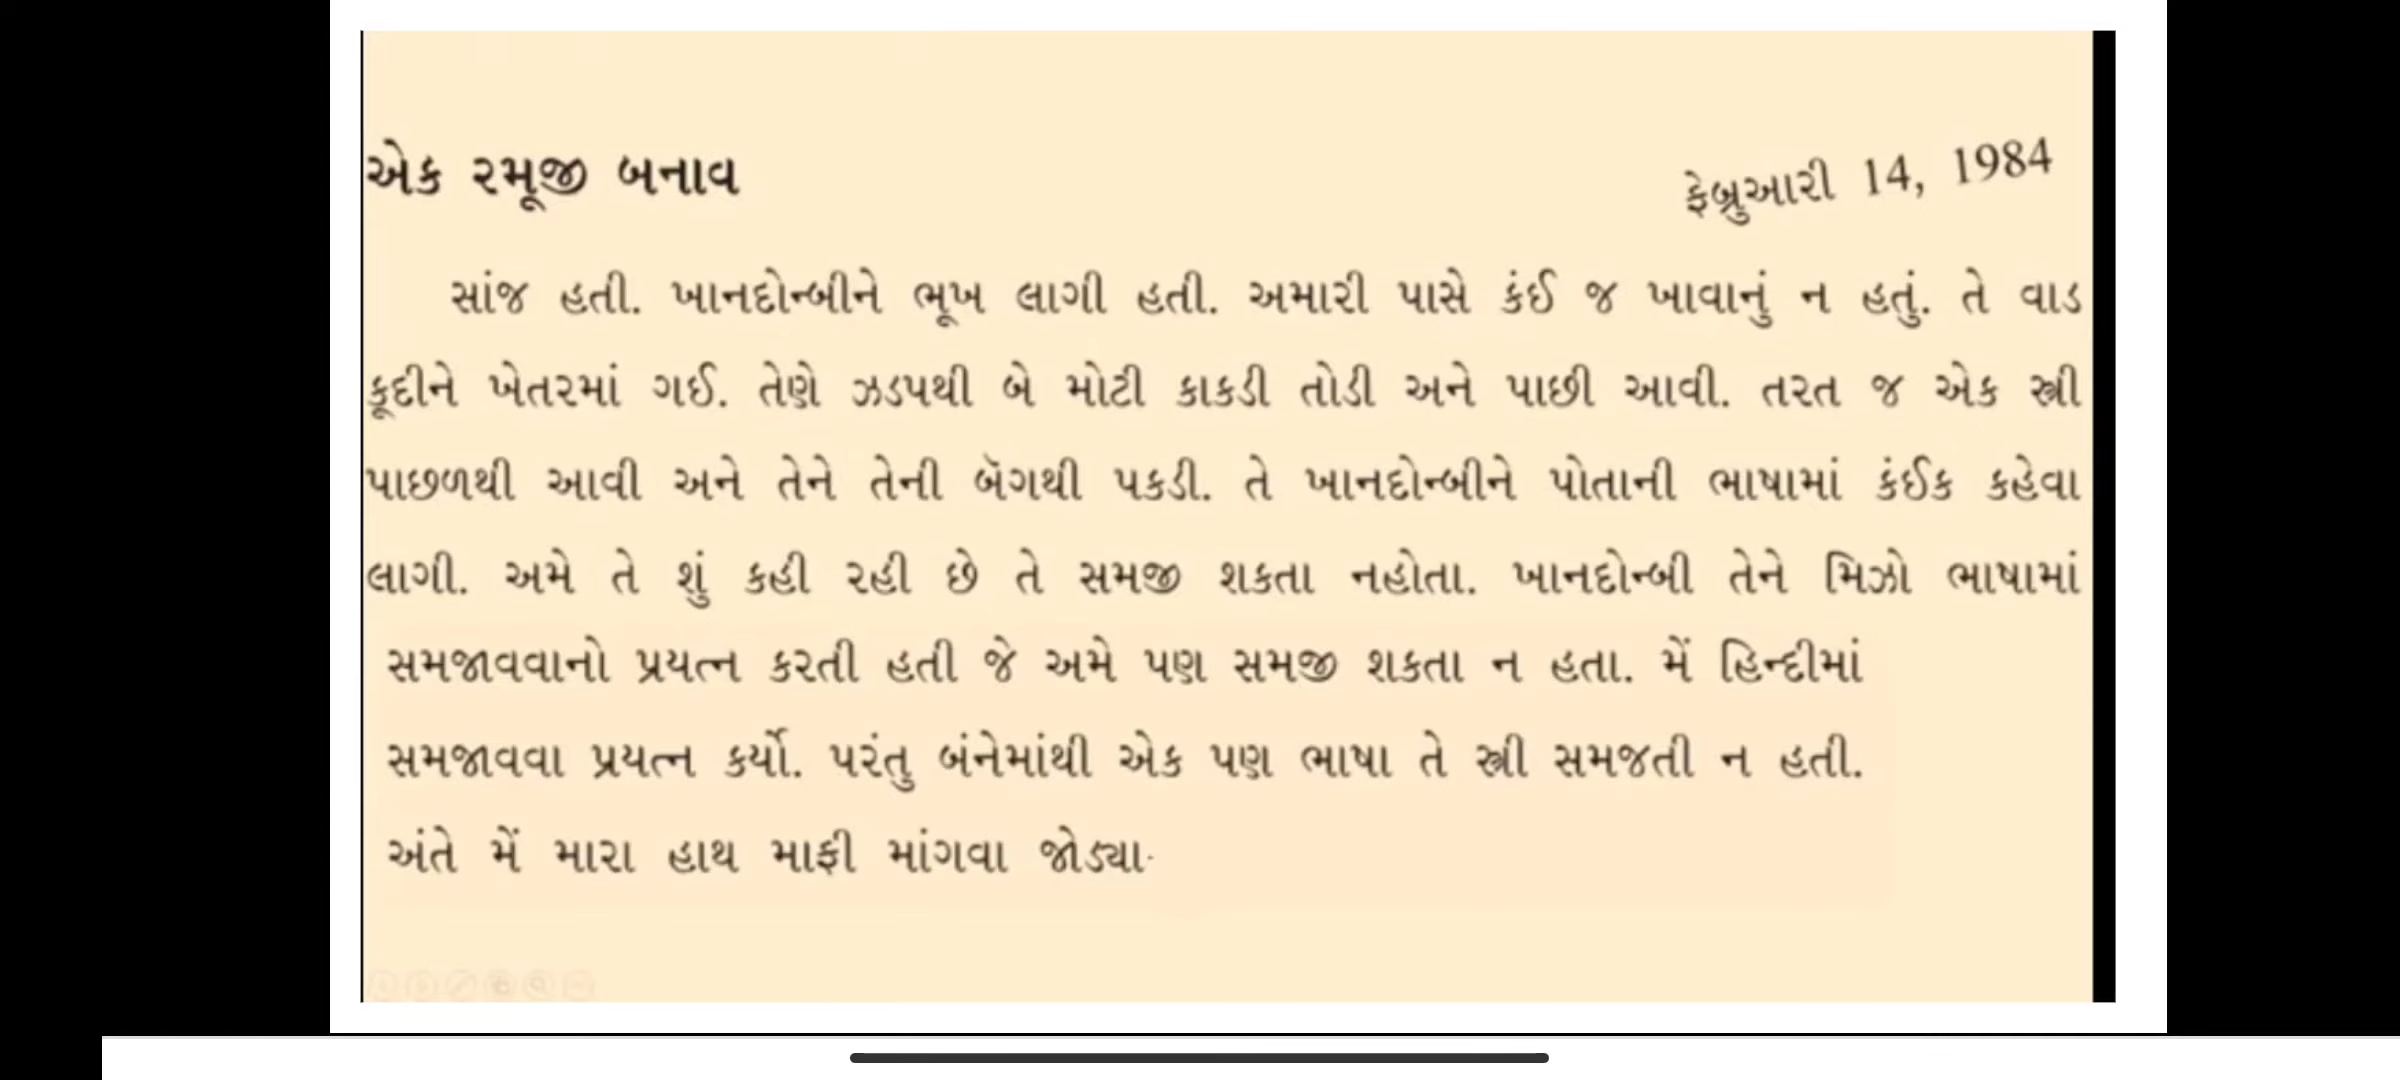 એક રમૂજી બનાવ
ફેબ્રુઆરી 14, 1984
સાંજ હતી. ખાનદોન્બીને ભૂખ લાગી હતી. અમારી પાસે કંઈ જ ખાવાનું ન હતું. તે વાડ
કૂદીને ખેતરમાં ગઈ. તેણે ઝડપથી બે મોટી કાકડી તોડી અને પાછી આવી. તરત જ એક સ્ત્રી
પાછળથી આવી અને તેને તેની બૅગથી પકડી. તે ખાનદોન્બીને પોતાની ભાષામાં કંઈક કહેવા
લાગી. અમે તે શું કહી રહી છે તે સમજી શકતા નહોતા. ખાનદોન્બી તેને મિઝો ભાષામાં
સમજાવવાનો પ્રયત્ન કરતી હતી જે અમે પણ સમજી શકતા ન હતા. મેં હિન્દીમાં
સમજાવવા પ્રયત્ન કર્યો. પરંતુ બંનેમાંથી એક પણ ભાષા તે સ્ત્રી સમજતી ન હતી.
અંતે મેં મારા હાથ માફી માંગવા જોડ્યા.